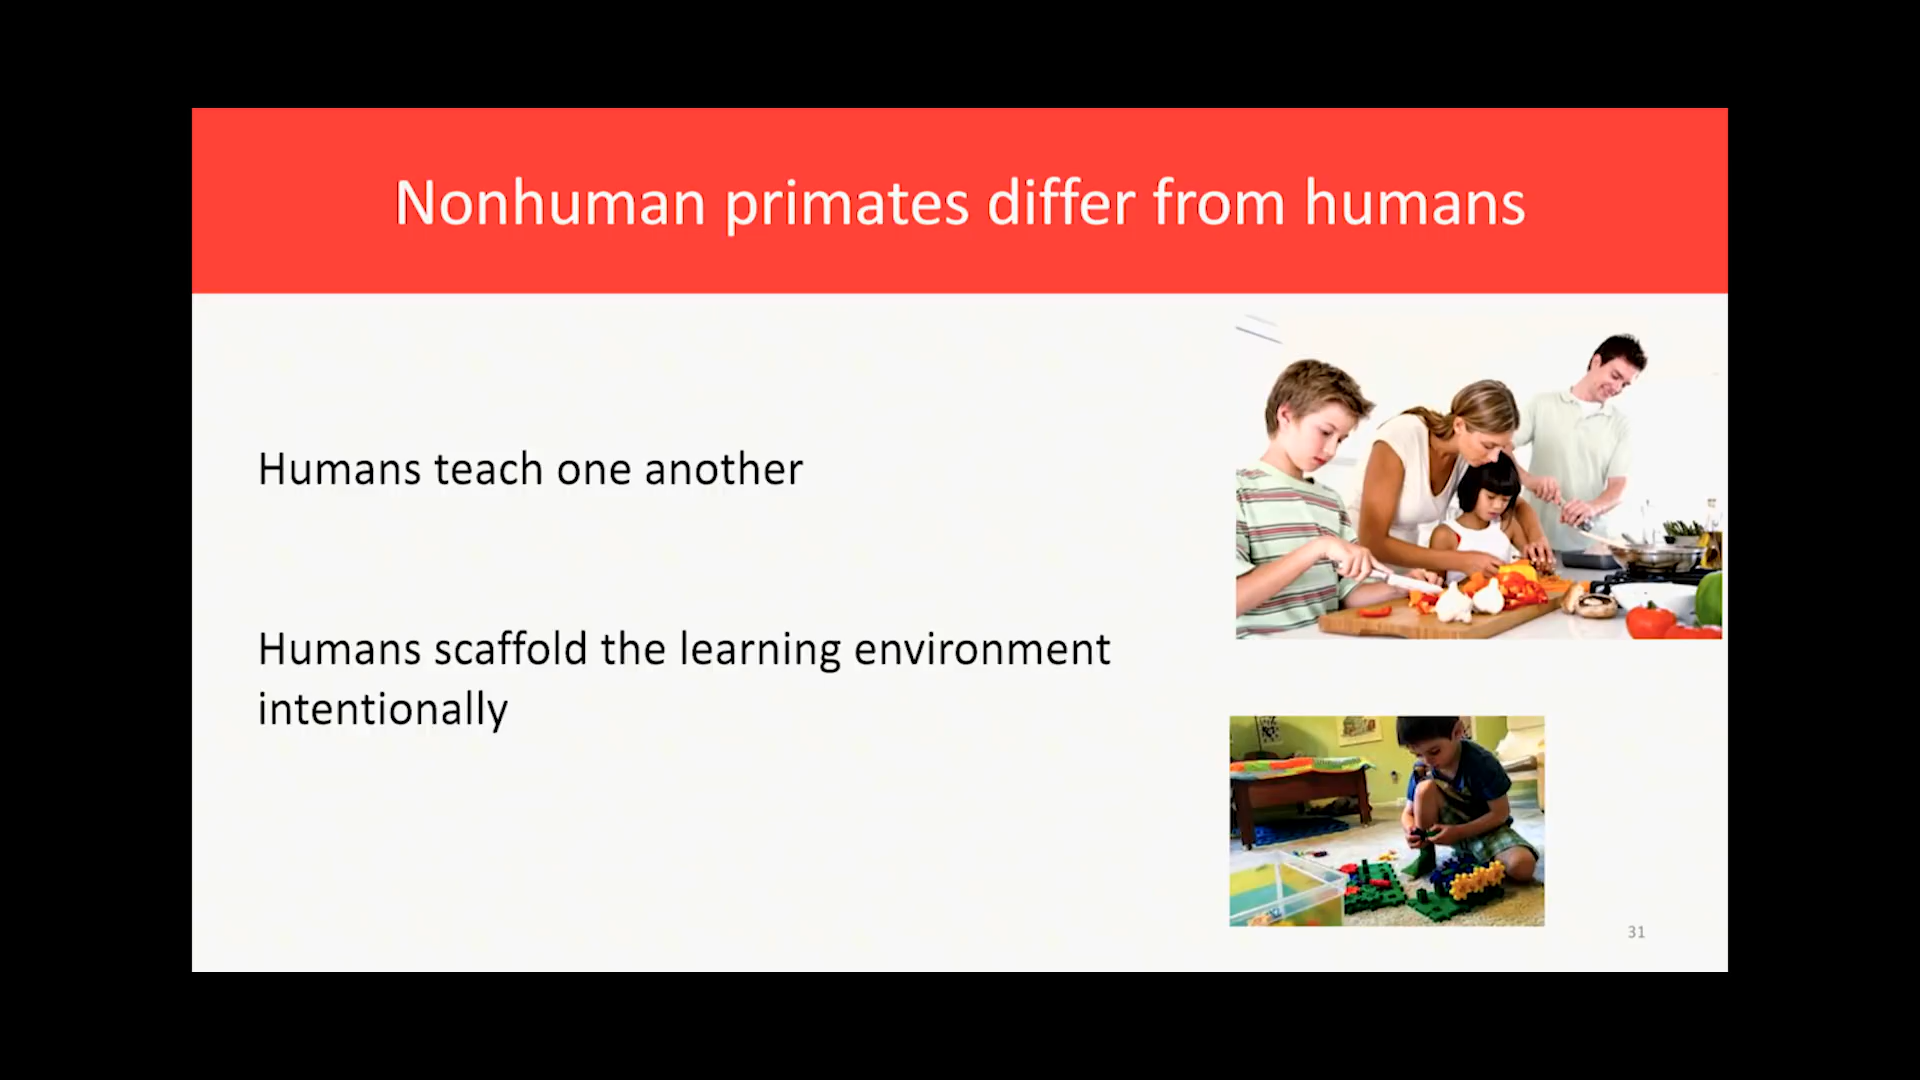 Nonhuman primates differ from humans
Humans teach one another
Humans scaffold the learning environment
intentionally
31